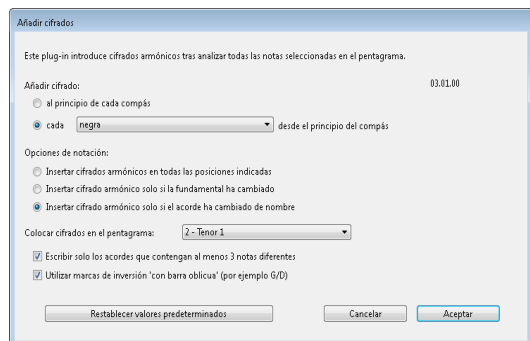 Añadir cifrados
Este plug-in introduce cifrados armónicos tras analizar todas las notas seleccionadas en el pentagrama.
Añadir cifrado:
03.01.00
al principio de cada compás
cada negra desde el principio del compás
Opciones de notación:
Insertar cifrados armónicos en todas las posiciones indicadas
Insertar cifrado armónico solo si la fundamental ha cambiado
Insertar cifrado armónico solo si el acorde ha cambiado de nombre
Colocar cifrados en el pentagrama: 2 - Tenor 1
Escribir solo los acordes que contengan al menos 3 notas diferentes
Utilizar marcas de inversión 'con barra oblicua' (por ejemplo G/D)
Restablecer valores predeterminados Cancelar Aceptar